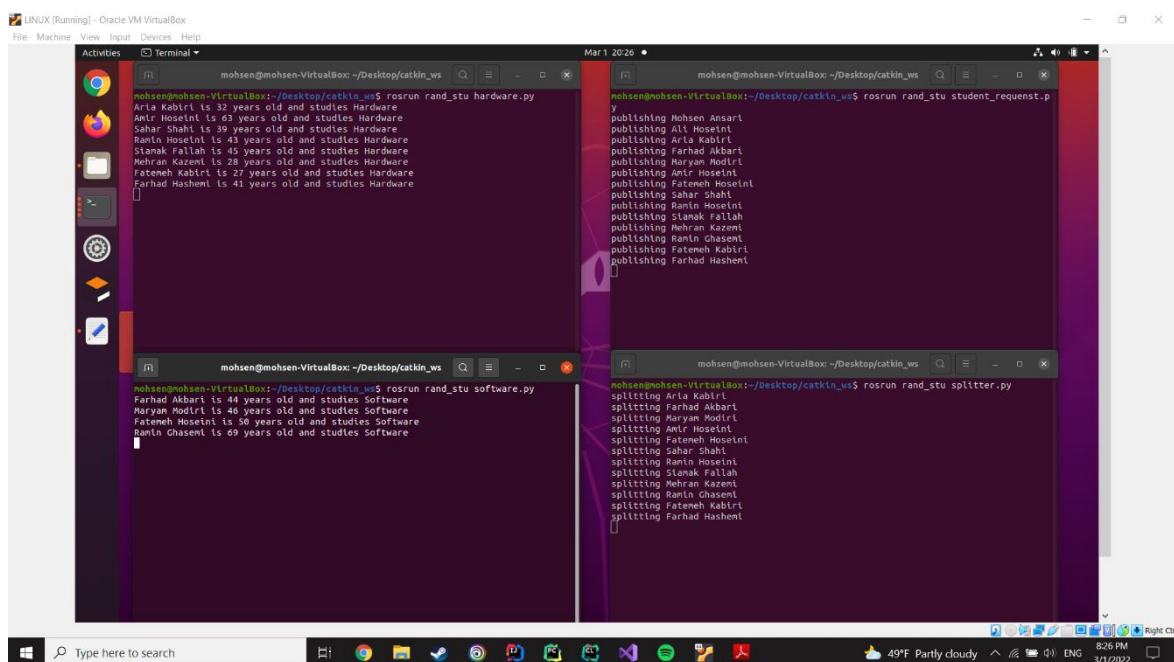 LINUX [Running] - Oracle VM VirtualBox
File Machine View Input Devices Help
Activities Terminal Mar 1 20:26
mohsen@mohsen-VirtualBox: ~/Desktop/catkin_ws
mohsen@mohsen-VirtualBox:~/Desktop/catkin_ws$ rosrun rand_stu hardware.py
Aria Kabiri is 32 years old and studies Hardware
Amir Hoseini is 63 years old and studies Hardware
Sahar Shahi is 39 years old and studies Hardware
Ramin Hoseini is 43 years old and studies Hardware
Siamak Fallah is 45 years old and studies Hardware
Mehran Kazemi is 28 years old and studies Hardware
Fatemeh Kabiri is 27 years old and studies Hardware
Farhad Hashemi is 41 years old and studies Hardware
mohsen@mohsen-VirtualBox: ~/Desktop/catkin_ws
mohsen@mohsen-VirtualBox:~/Desktop/catkin_ws$ rosrun rand_stu student_requenst.p
y
publishing Mohsen Ansari
publishing Ali Hoseini
publishing Aria Kabiri
publishing Farhad Akbari
publishing Maryam Modiri
publishing Amir Hoseini
publishing Fatemeh Hoseini
publishing Sahar Shahi
publishing Ramin Hoseini
publishing Siamak Fallah
publishing Mehran Kazemi
publishing Ramin Ghasemi
publishing Fatemeh Kabiri
publishing Farhad Hashemi
mohsen@mohsen-VirtualBox: ~/Desktop/catkin_ws
mohsen@mohsen-VirtualBox:~/Desktop/catkin_ws$ rosrun rand_stu software.py
Farhad Akbari is 44 years old and studies Software
Maryam Modiri is 46 years old and studies Software
Fatemeh Hoseini is 50 years old and studies Software
Ramin Ghasemi is 69 years old and studies Software
mohsen@mohsen-VirtualBox: ~/Desktop/catkin_ws
mohsen@mohsen-VirtualBox:~/Desktop/catkin_ws$ rosrun rand_stu splitter.py
splitting Aria Kabiri
splitting Farhad Akbari
splitting Maryam Modiri
splitting Amir Hoseini
splitting Fatemeh Hoseini
splitting Sahar Shahi
splitting Ramin Hoseini
splitting Siamak Fallah
splitting Mehran Kazemi
splitting Ramin Ghasemi
splitting Fatemeh Kabiri
splitting Farhad Hashemi
Right Ct
Type here to search
49°F Partly cloudy ENG
8:26 PM
3/1/2022